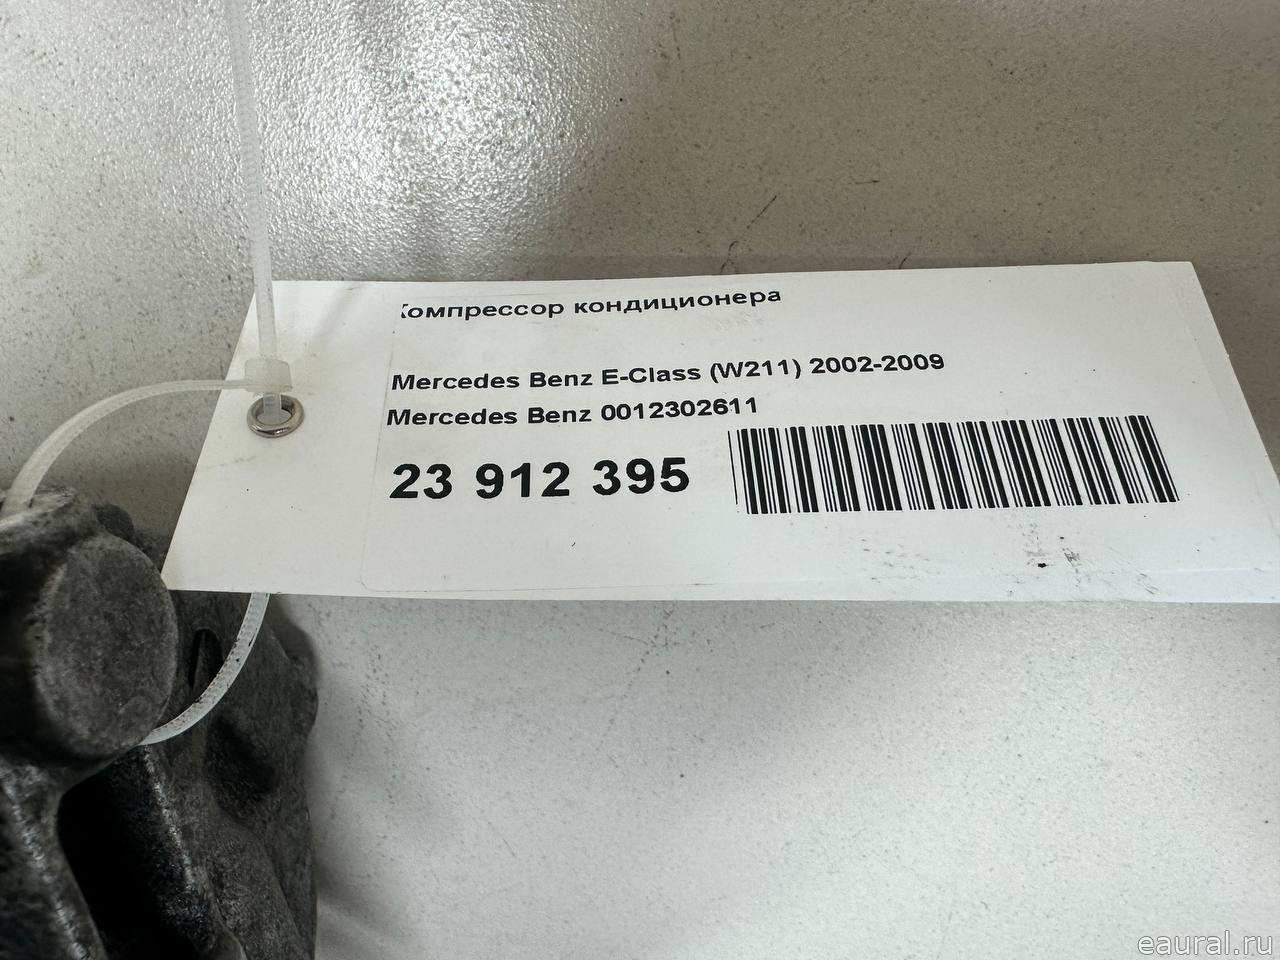 Компрессор кондиционера
Mercedes Benz E-Class (W211) 2002-2009
Mercedes Benz 0012302611
23 912 395
eaural.ru